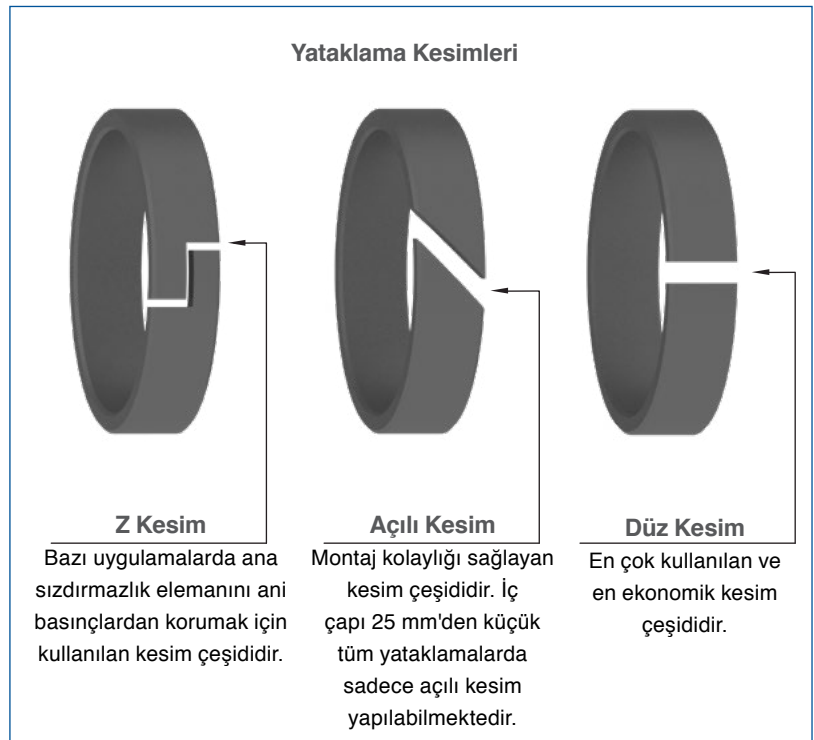 Yataklama Kesimleri
Z Kesim
Bazı uygulamalarda ana
sızdırmazlık elemanını ani
basınçlardan korumak için
kullanılan kesim çeşididir.
Açılı Kesim
Montaj kolaylığı sağlayan
kesim çeşididir. İç
çapı 25 mm'den küçük
tüm yataklamalarda
sadece açılı kesim
yapılabilmektedir.
Düz Kesim
En çok kullanılan ve
en ekonomik kesim
çeşididir.